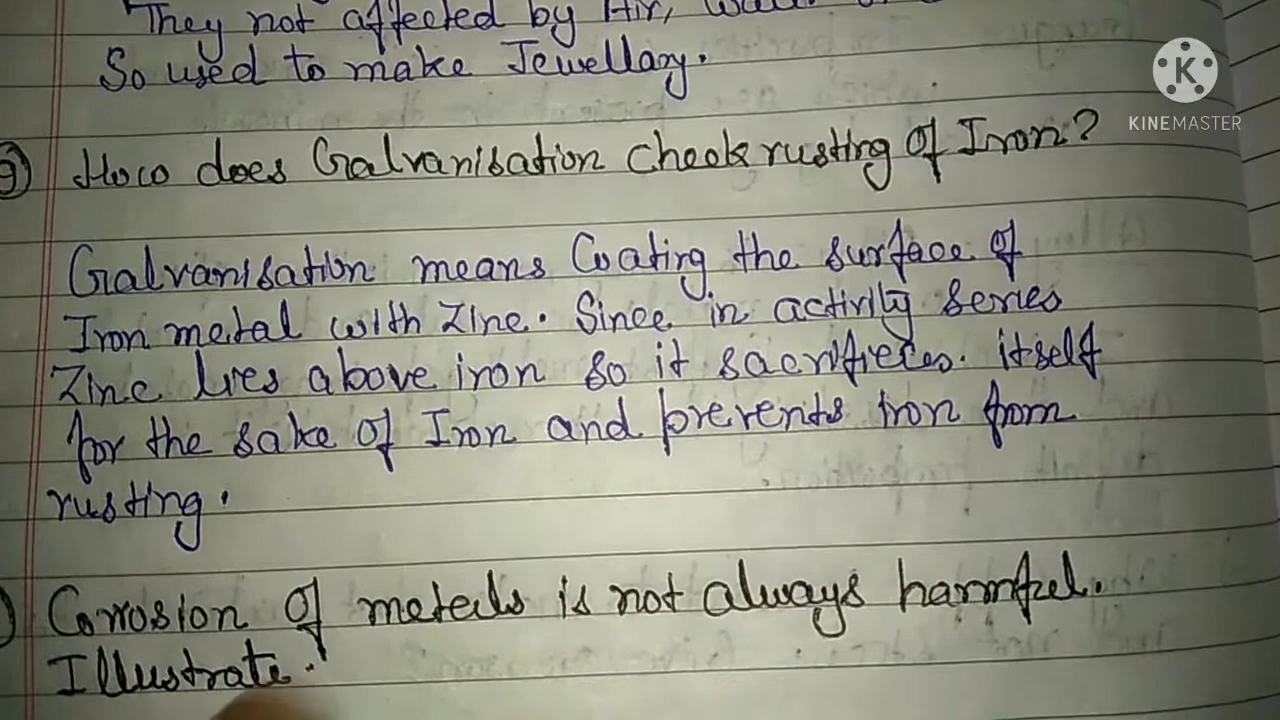 They not affected by Air, Water
So used to make Jewellary.
K
KINEMASTER
9) How does Galvanisation check rusting of Iron?
Galvanisation means Coating the surface of
Iron metal with Zinc. Since in activity series
Zinc lies above iron so it sacrifieces. itself
for the sake of Iron and prevents iron from
rusting.
) Corrosion of metals is not always harmful.
Illustrate.